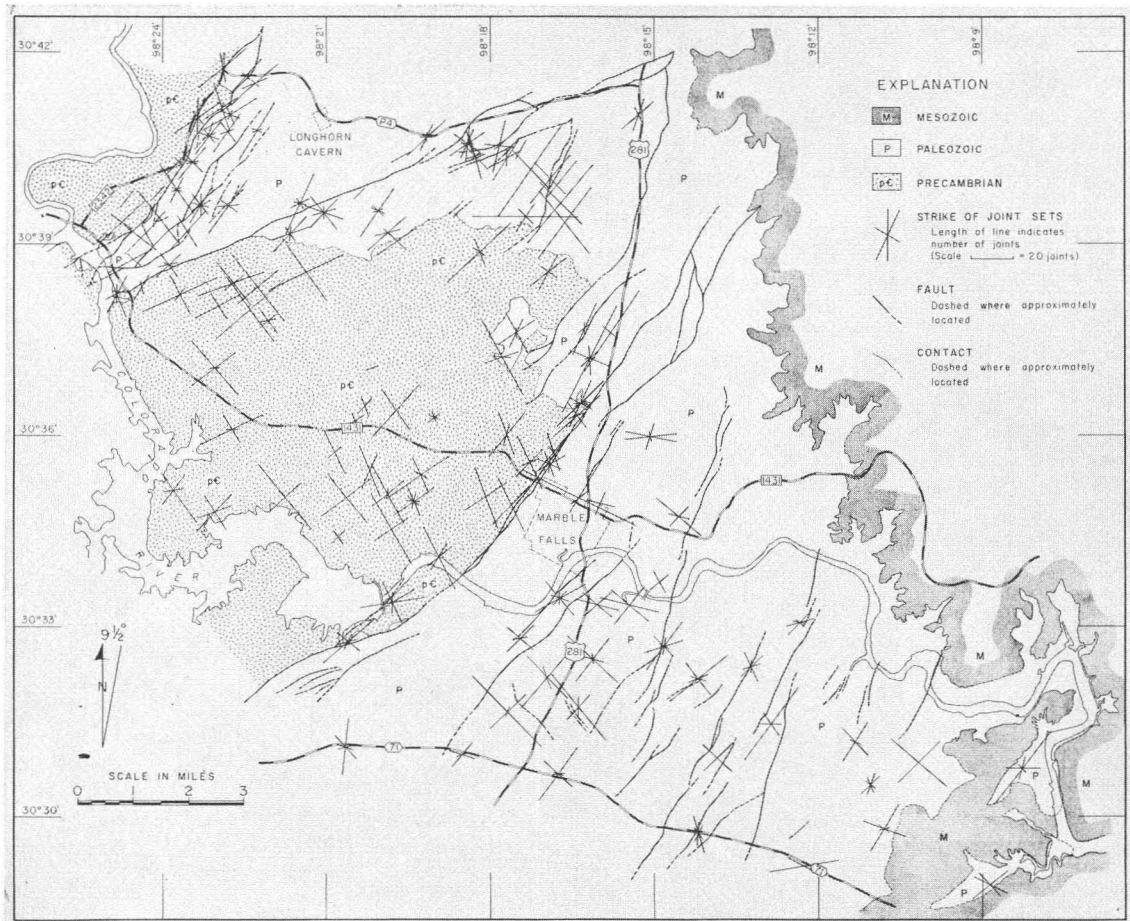 98°24'
98°21'
98°18'
98°15'
98°12'
98°9'
30°42'
30°39'
30°36'
30°33'
30°30'
EXPLANATION
M MESOZOIC
P PALEOZOIC
p€ PRECAMBRIAN
STRIKE OF JOINT SETS
Length of line indicates
number of joints
(Scale = 20 joints)
FAULT
Dashed where approximately
located
CONTACT
Dashed where approximately
located
p€
p€
P4
LONGHORN
CAVERN
P
281
P
M
P
p€
P
M
p€
P
1431
1431
COLORADO
RIVER
p€
MARBLE
FALLS
p€
P
281
M
P
P
71
P
M
M
P
71
9½°
N
SCALE IN MILES
0 1 2 3